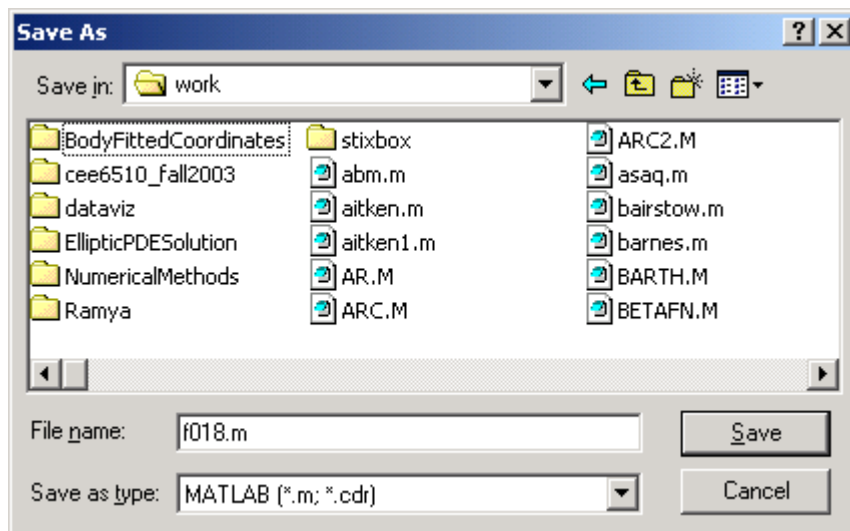 Save As
Save in: work
BodyFittedCoordinates stixbox ARC2.M
cee6510_fall2003 abm.m asaq.m
dataviz aitken.m bairstow.m
EllipticPDESolution aitken1.m barnes.m
NumericalMethods AR.M BARTH.M
Ramya ARC.M BETAFN.M
File name: f018.m Save
Save as type: MATLAB (*.m; *.cdr) Cancel